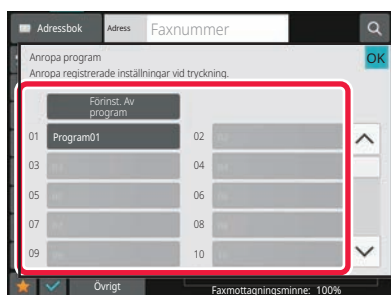 Adressbok Adress Faxnummer
Anropa program OK
Anropa registrerade inställningar vid tryckning.
Förinst. Av
program
01 Program01 02
03 04
05 06
07 08
09 10
Övrigt
Faxmottagningsminne: 100%